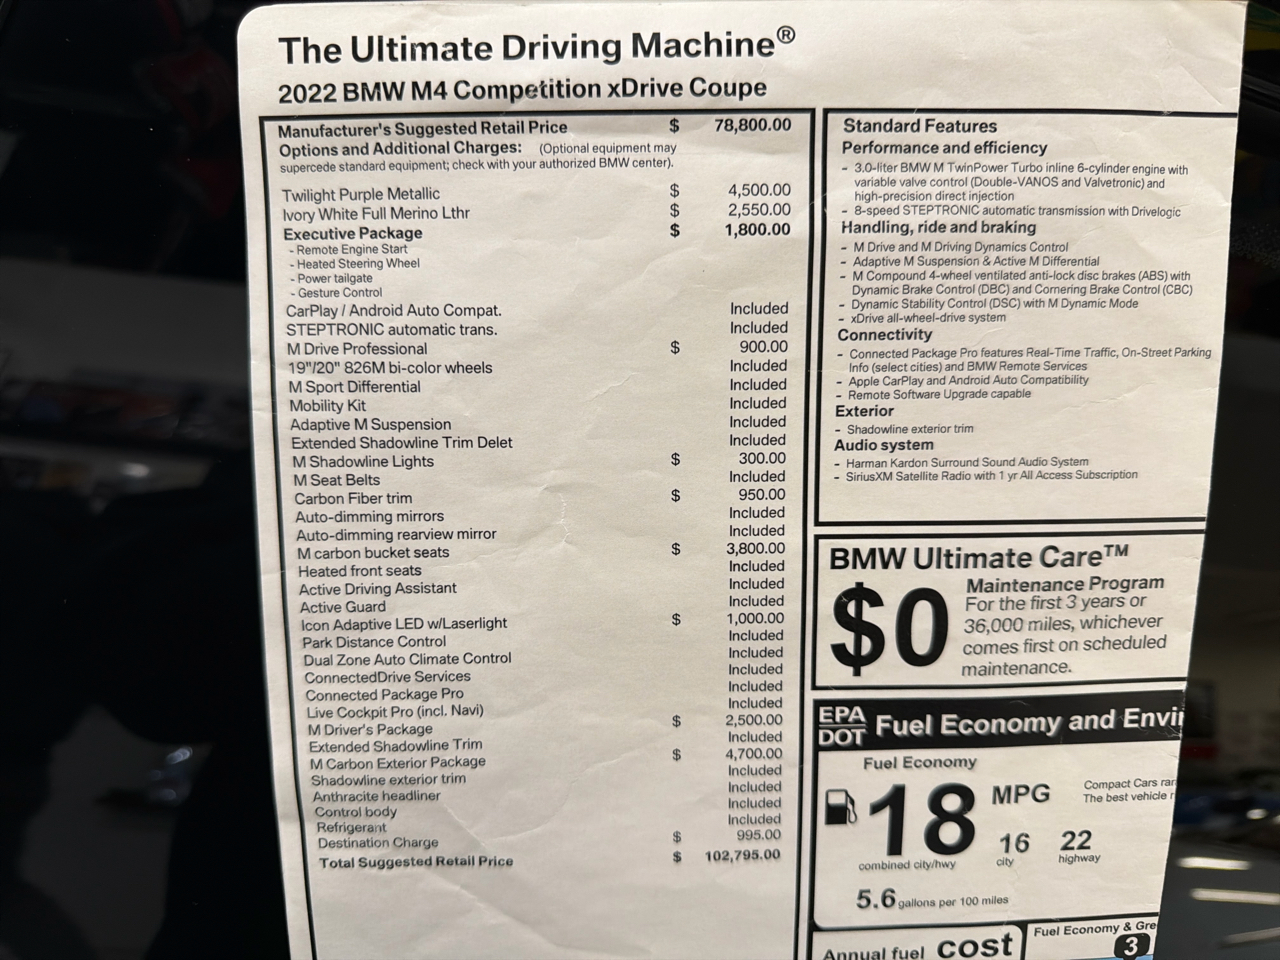 The Ultimate Driving Machine®
2022 BMW M4 Competition xDrive Coupe
Manufacturer's Suggested Retail Price $ 78,800.00
Options and Additional Charges: (Optional equipment may
supercede standard equipment; check with your authorized BMW center).
Twilight Purple Metallic $ 4,500.00
Ivory White Full Merino Lthr $ 2,550.00
Executive Package $ 1,800.00
- Remote Engine Start
- Heated Steering Wheel
- Power tailgate
- Gesture Control
CarPlay / Android Auto Compat. Included
STEPTRONIC automatic trans. Included
M Drive Professional $ 900.00
19"/20" 826M bi-color wheels Included
M Sport Differential Included
Mobility Kit Included
Adaptive M Suspension Included
Extended Shadowline Trim Delet Included
M Shadowline Lights $ 300.00
M Seat Belts Included
Carbon Fiber trim $ 950.00
Auto-dimming mirrors Included
Auto-dimming rearview mirror Included
M carbon bucket seats $ 3,800.00
Heated front seats Included
Active Driving Assistant Included
Active Guard Included
Icon Adaptive LED w/Laserlight $ 1,000.00
Park Distance Control Included
Dual Zone Auto Climate Control Included
ConnectedDrive Services Included
Connected Package Pro Included
Live Cockpit Pro (incl. Navi) Included
M Driver's Package $ 2,500.00
Extended Shadowline Trim Included
M Carbon Exterior Package $ 4,700.00
Shadowline exterior trim Included
Anthracite headliner Included
Control body Included
Refrigerant Included
Destination Charge $ 995.00
Total Suggested Retail Price $ 102,795.00
Standard Features
Performance and efficiency
- 3.0-liter BMW M TwinPower Turbo inline 6-cylinder engine with
variable valve control (Double-VANOS and Valvetronic) and
high-precision direct injection
- 8-speed STEPTRONIC automatic transmission with Drivelogic
Handling, ride and braking
- M Drive and M Driving Dynamics Control
- Adaptive M Suspension & Active M Differential
- M Compound 4-wheel ventilated anti-lock disc brakes (ABS) with
Dynamic Brake Control (DBC) and Cornering Brake Control (CBC)
- Dynamic Stability Control (DSC) with M Dynamic Mode
- xDrive all-wheel-drive system
Connectivity
- Connected Package Pro features Real-Time Traffic, On-Street Parking
Info (select cities) and BMW Remote Services
- Apple CarPlay and Android Auto Compatibility
- Remote Software Upgrade capable
Exterior
- Shadowline exterior trim
Audio system
- Harman Kardon Surround Sound Audio System
- SiriusXM Satellite Radio with 1 yr All Access Subscription
BMW Ultimate Care™
$0
Maintenance Program
For the first 3 years or
36,000 miles, whichever
comes first on scheduled
maintenance.
EPA
DOT
Fuel Economy and Envi
Fuel Economy
18 MPG
Compact Cars ran
The best vehicle r
16 22
combined city/hwy city highway
5.6 gallons per 100 miles
Annual fuel cost
Fuel Economy & Gre
3